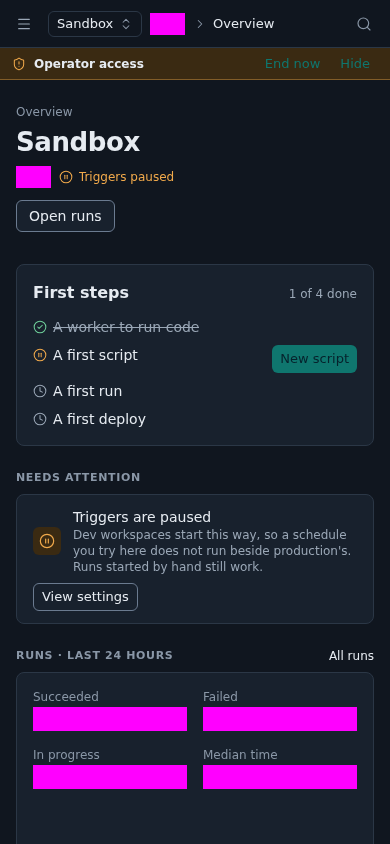 Sandbox
Overview
Operator access
End now
Hide
Overview
Sandbox
Triggers paused
Open runs
First steps
1 of 4 done
A worker to run code
A first script
New script
A first run
A first deploy
NEEDS ATTENTION
Triggers are paused
Dev workspaces start this way, so a schedule
you try here does not run beside production's.
Runs started by hand still work.
View settings
RUNS · LAST 24 HOURS
All runs
Succeeded
Failed
In progress
Median time